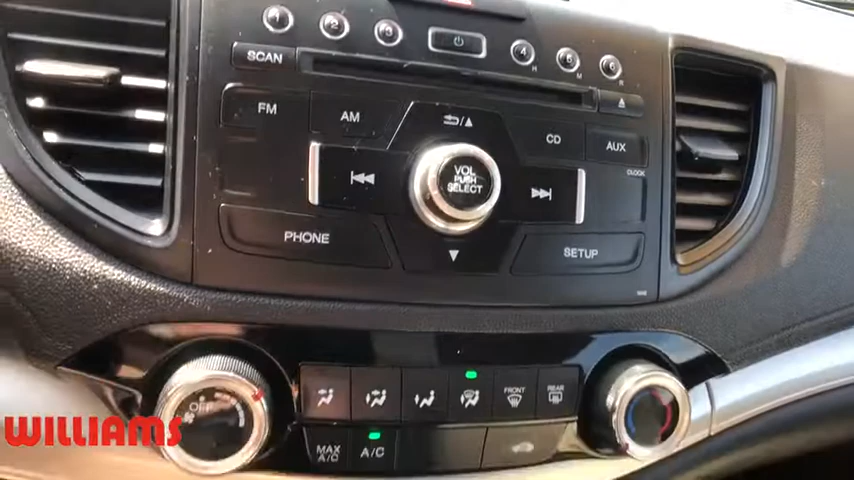 1 2 3 4 5 6
H M R
SCAN
FM AM CD AUX
CLOCK
VOL
PUSH
SELECT
PHONE SETUP
OFF FRONT REAR
MAX
A/C A/C
WILLIAMS